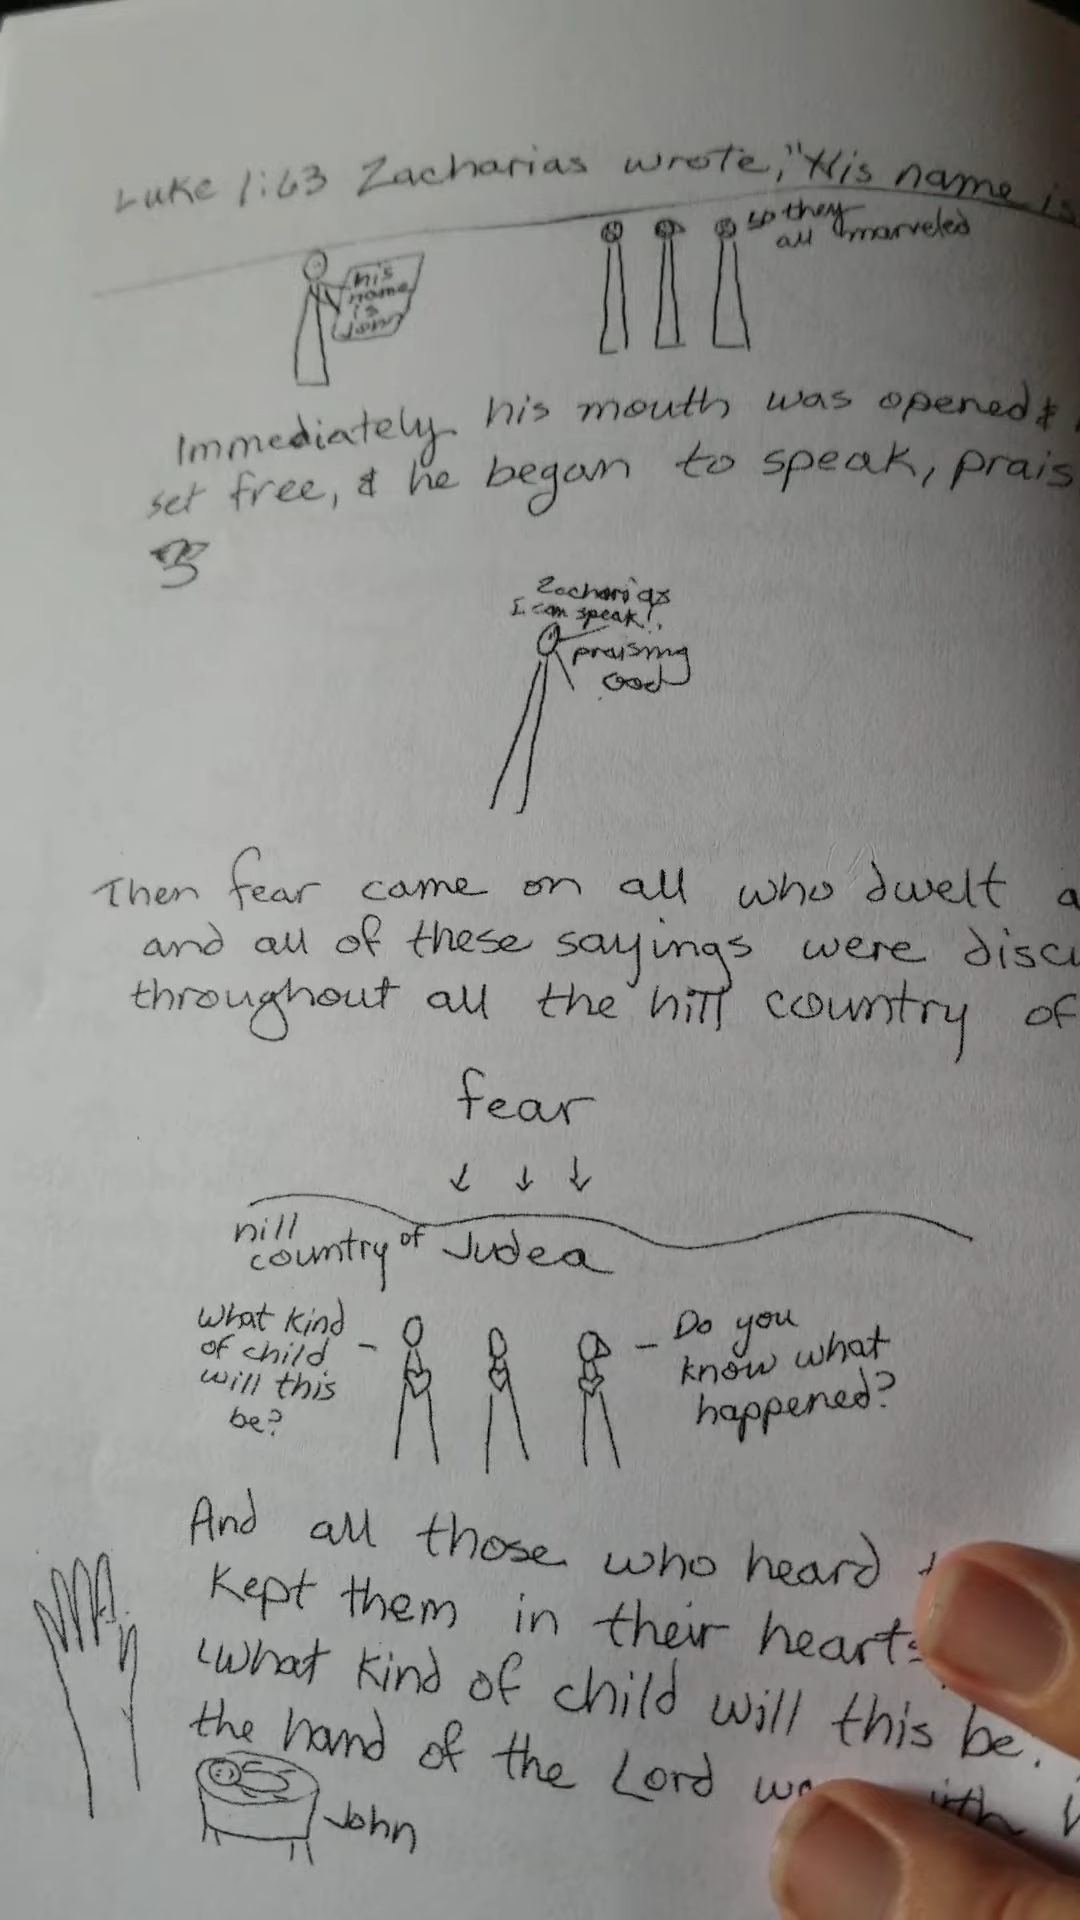 Luke 1:63 Zacharias wrote, "His name is
his
name
is
John
so they
all marveled
Immediately his mouth was opened &
set free, & he began to speak, prais
Zacharias
I can speak!
praising
God
Then fear came on all who dwelt a
and all of these sayings were discu
throughout all the hill country of
fear
hill
country of Judea
What kind
of child
will this
be?
Do you
know what
happened?
And all those who heard
kept them in their hearts
"What kind of child will this be.
the hand of the Lord with
John